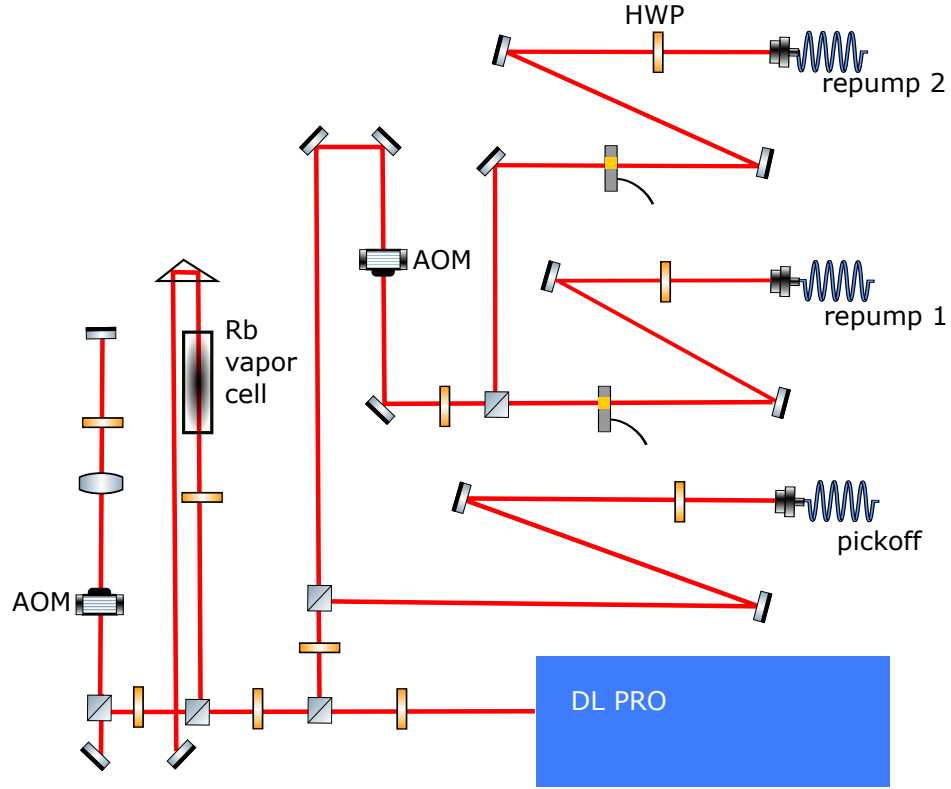 HWP
repump 2
AOM
repump 1
Rb
vapor
cell
pickoff
AOM
DL PRO